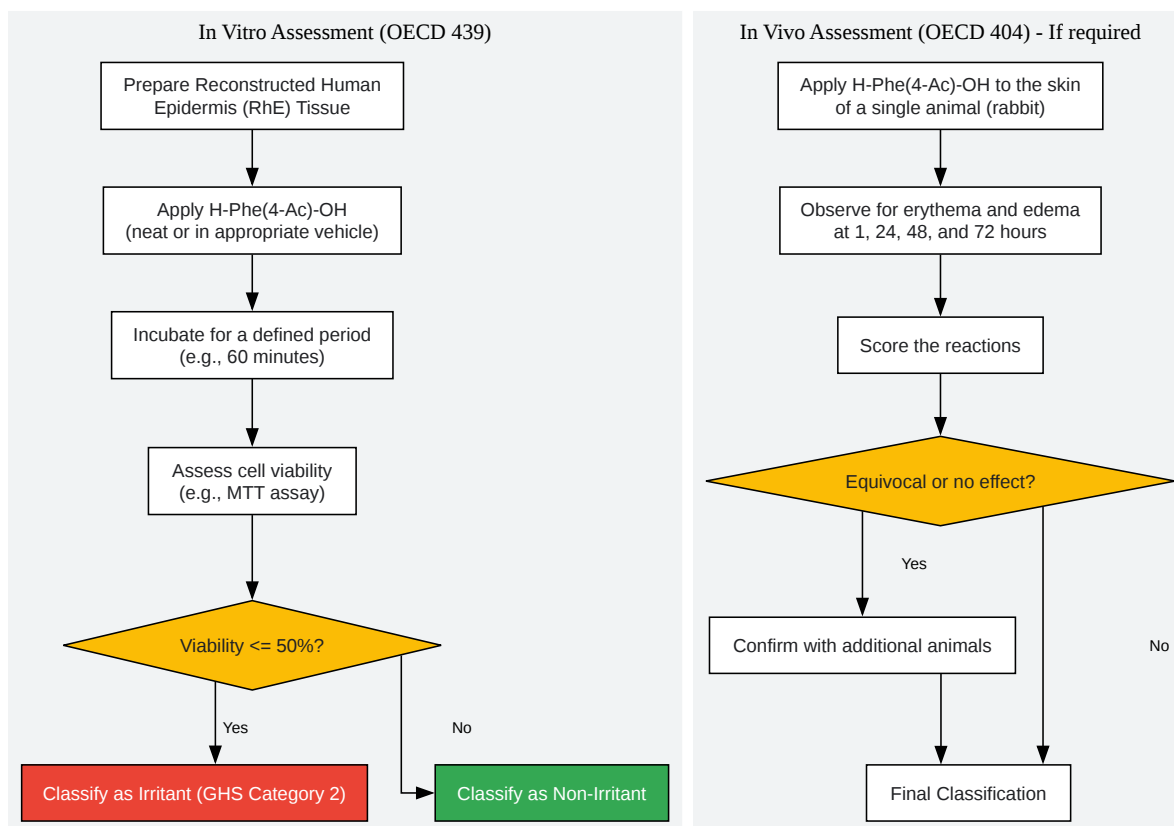 In Vitro Assessment (OECD 439)
Prepare Reconstructed Human
Epidermis (RhE) Tissue
Apply H-Phe(4-Ac)-OH
(neat or in appropriate vehicle)
Incubate for a defined period
(e.g., 60 minutes)
Assess cell viability
(e.g., MTT assay)
Viability <= 50%?
Yes
No
Classify as Irritant (GHS Category 2)
Classify as Non-Irritant
In Vivo Assessment (OECD 404) - If required
Apply H-Phe(4-Ac)-OH to the skin
of a single animal (rabbit)
Observe for erythema and edema
at 1, 24, 48, and 72 hours
Score the reactions
Equivocal or no effect?
Yes
Confirm with additional animals
No
Final Classification